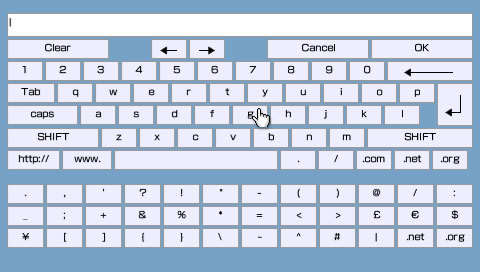 Clear ← → Cancel OK
1 2 3 4 5 6 7 8 9 0 ←
Tab q w e r t y u i o p
caps a s d f g h j k l
SHIFT z x c v b n m SHIFT
http:// www. . / .com .net .org
. , ' ? ! " - ( ) @ / :
_ ; + & % * = < > £ € $
¥ [ ] { } \ ~ ^ # | .net .org